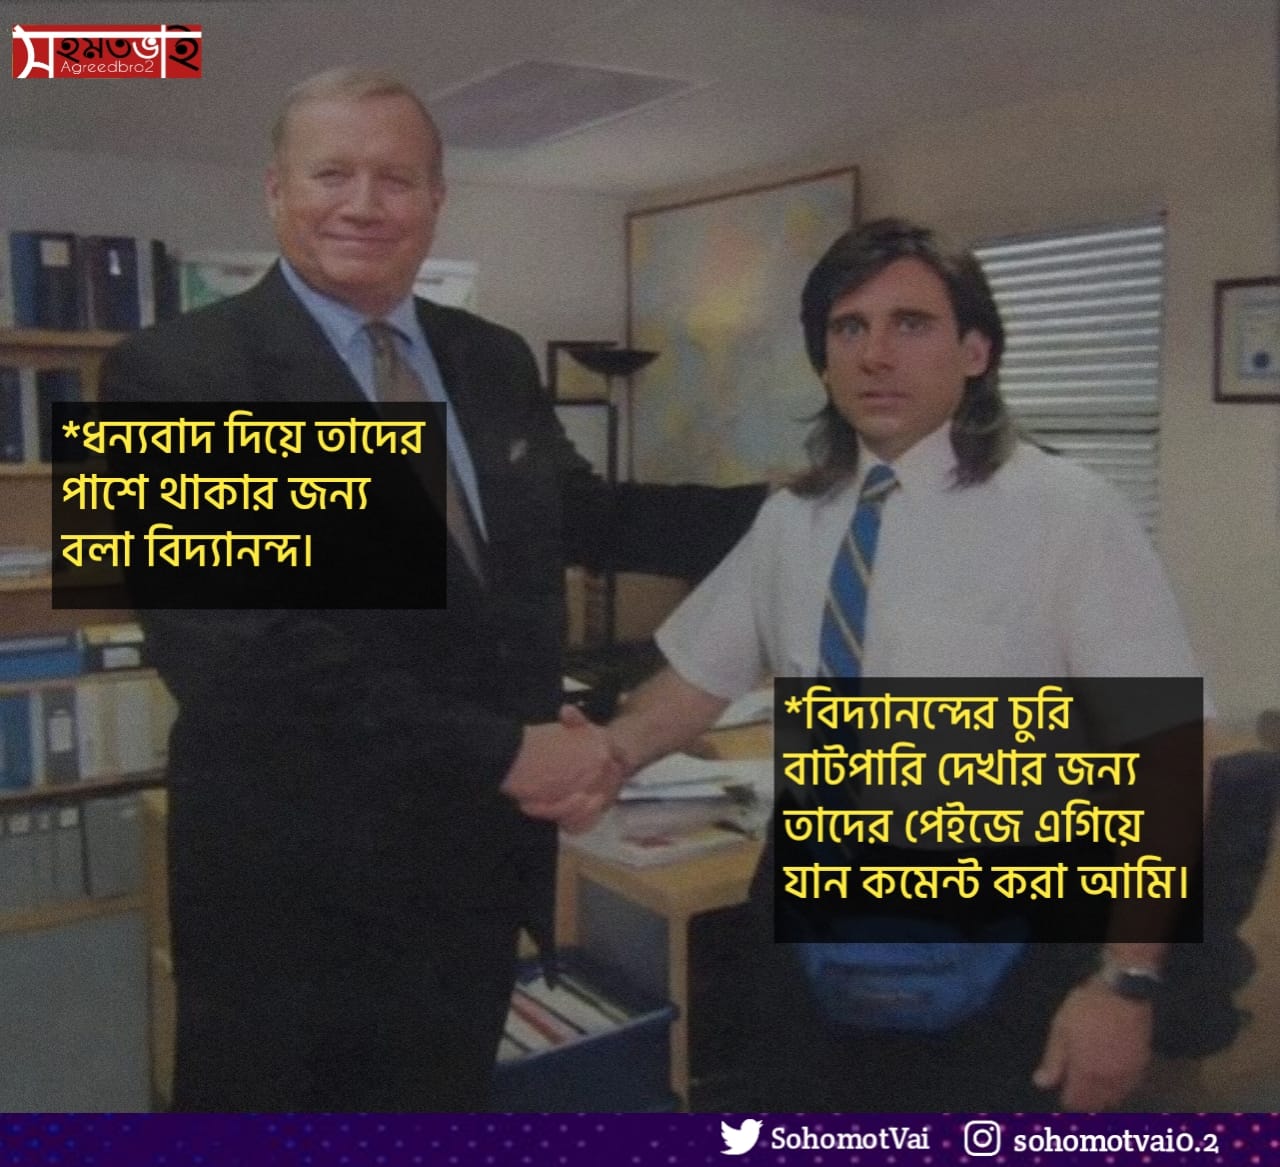 সহমতভাই
Agreedbro2
*ধন্যবাদ দিয়ে তাদের
পাশে থাকার জন্য
বলা বিদ্যানন্দ।
*বিদ্যানন্দের চুরি
বাটপারি দেখার জন্য
তাদের পেইজে এগিয়ে
যান কমেন্ট করা আমি।
SohomotVai
sohomotvai0.2